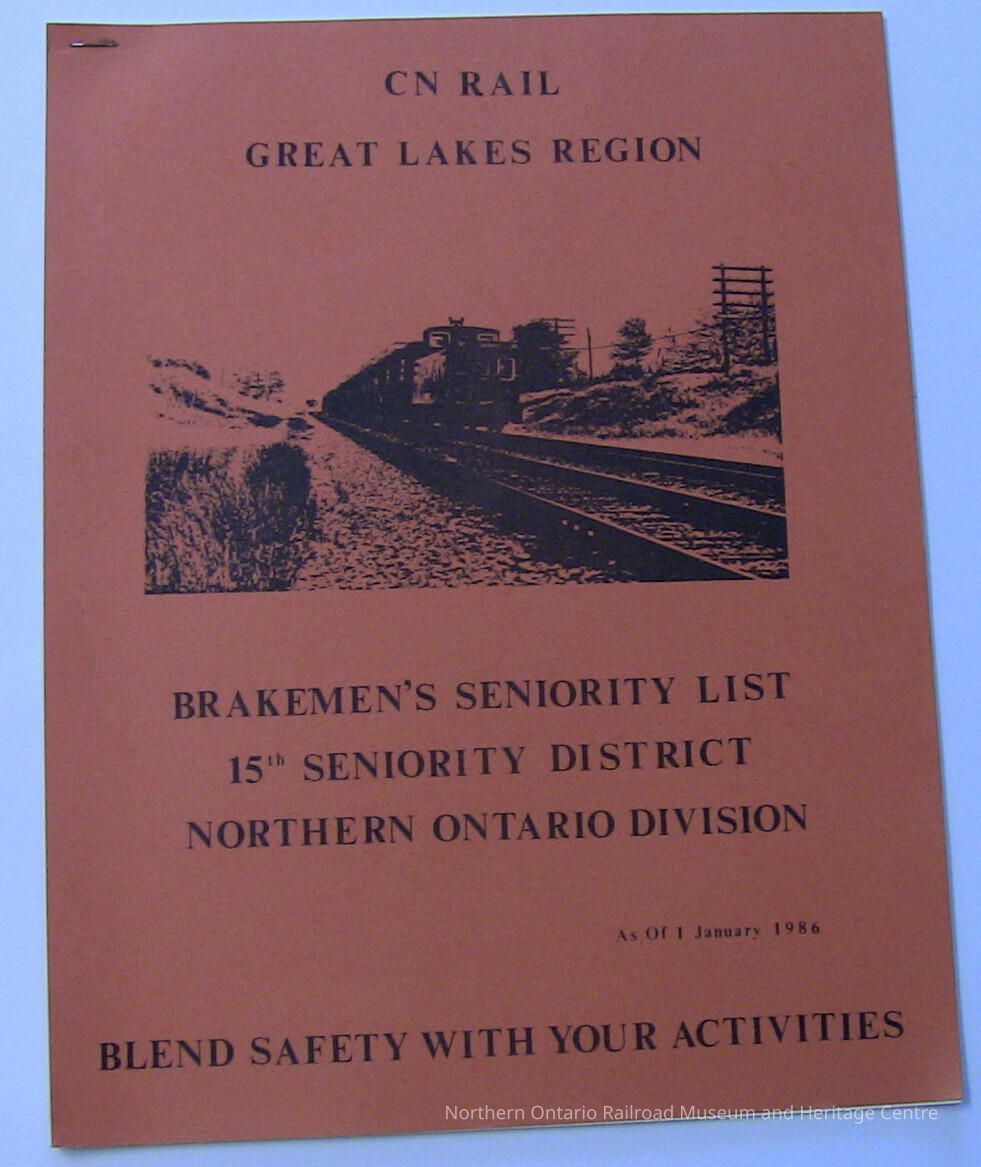 CN RAIL
GREAT LAKES REGION
BRAKEMEN'S SENIORITY LIST
15th SENIORITY DISTRICT
NORTHERN ONTARIO DIVISION
As Of 1 January 1986
BLEND SAFETY WITH YOUR ACTIVITIES
Northern Ontario Railroad Museum and Heritage Centre